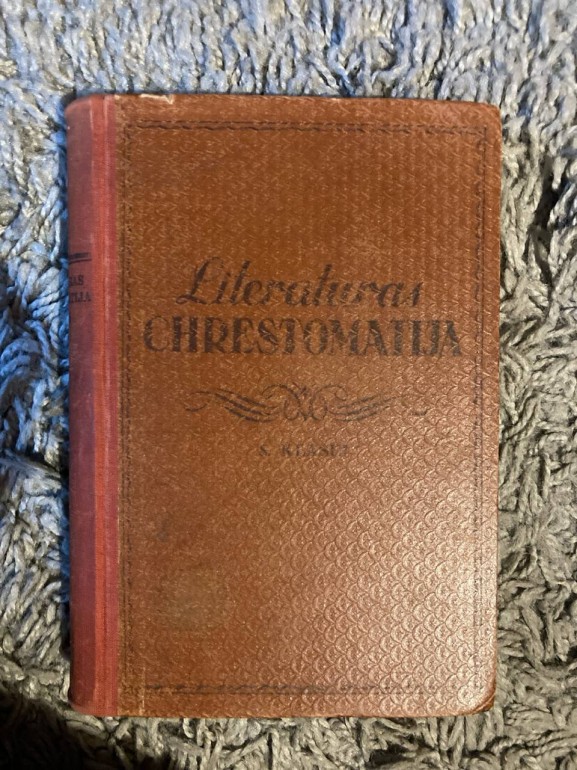 Literaturas
CHRESTOMATIJA
KLASEI